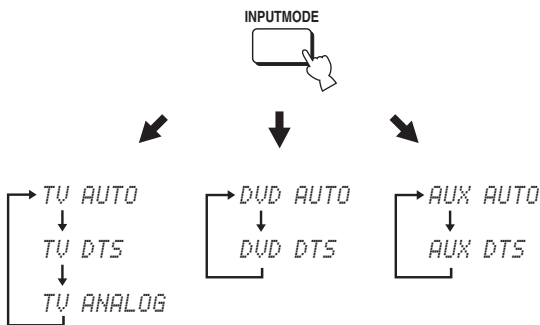 INPUTMODE
TV AUTO
TV DTS
TV ANALOG
DVD AUTO
DVD DTS
AUX AUTO
AUX DTS